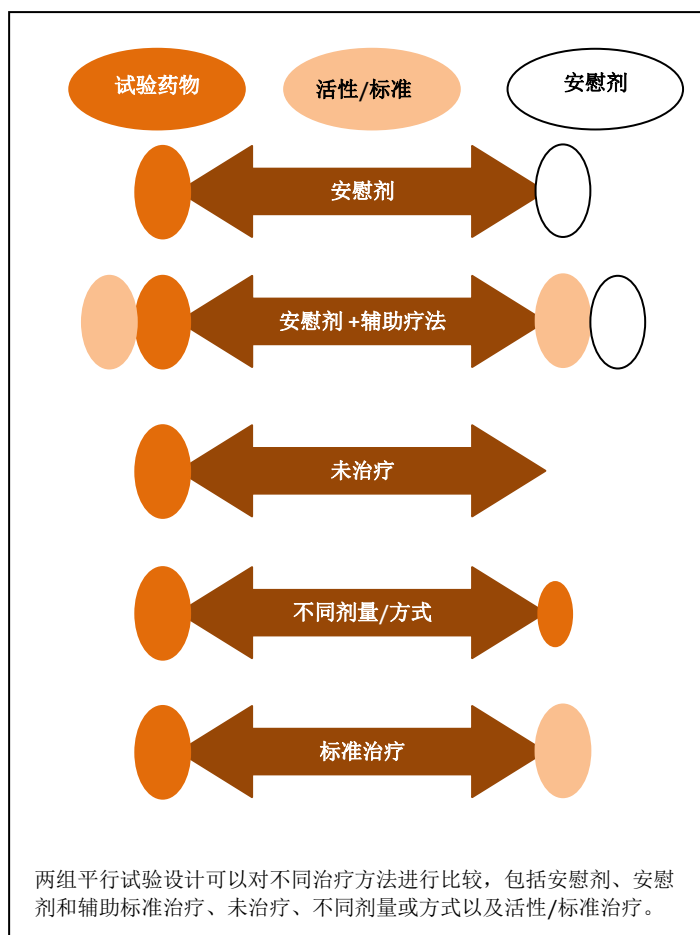 试验药物
活性/标准
安慰剂
安慰剂
安慰剂+辅助疗法
未治疗
不同剂量/方式
标准治疗
两组平行试验设计可以对不同治疗方法进行比较，包括安慰剂、安慰
剂和辅助标准治疗、未治疗、不同剂量或方式以及活性/标准治疗。